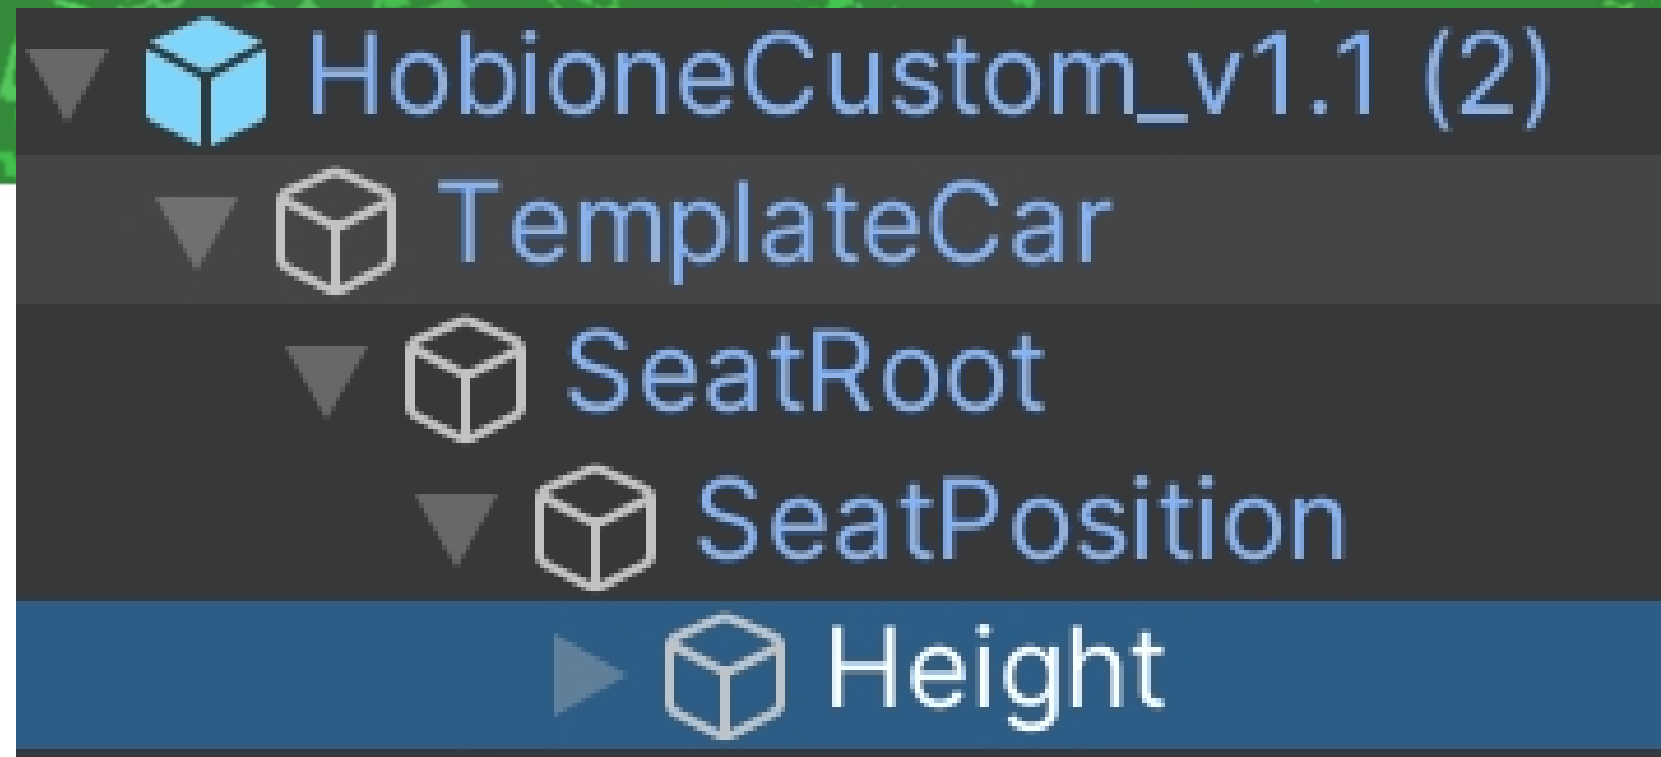 HobioneCustom_v1.1 (2)
TemplateCar
SeatRoot
SeatPosition
Height